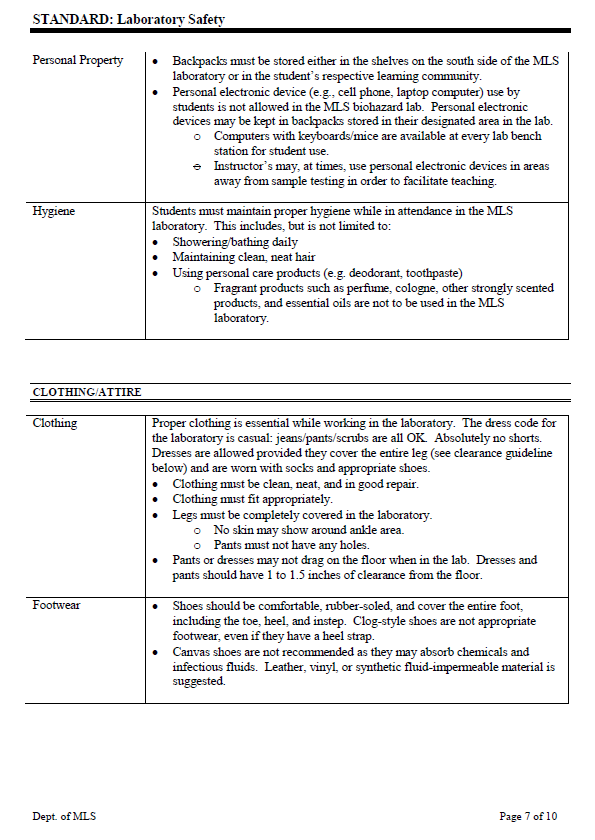 STANDARD: Laboratory Safety
Personal Property
• Backpacks must be stored either in the shelves on the south side of the MLS
laboratory or in the student's respective learning community.
• Personal electronic device (e.g., cell phone, laptop computer) use by
students is not allowed in the MLS biohazard lab. Personal electronic
devices may be kept in backpacks stored in their designated area in the lab.
o Computers with keyboards/mice are available at every lab bench
station for student use.
o Instructor's may, at times, use personal electronic devices in areas
away from sample testing in order to facilitate teaching.
Hygiene
Students must maintain proper hygiene while in attendance in the MLS
laboratory. This includes, but is not limited to:
• Showering/bathing daily
• Maintaining clean, neat hair
• Using personal care products (e.g. deodorant, toothpaste)
o Fragrant products such as perfume, cologne, other strongly scented
products, and essential oils are not to be used in the MLS
laboratory.
CLOTHING/ATTIRE
Clothing
Proper clothing is essential while working in the laboratory. The dress code for
the laboratory is casual: jeans/pants/scrubs are all OK. Absolutely no shorts.
Dresses are allowed provided they cover the entire leg (see clearance guideline
below) and are worn with socks and appropriate shoes.
• Clothing must be clean, neat, and in good repair.
• Clothing must fit appropriately.
• Legs must be completely covered in the laboratory.
o No skin may show around ankle area.
o Pants must not have any holes.
• Pants or dresses may not drag on the floor when in the lab. Dresses and
pants should have 1 to 1.5 inches of clearance from the floor.
Footwear
• Shoes should be comfortable, rubber-soled, and cover the entire foot,
including the toe, heel, and instep. Clog-style shoes are not appropriate
footwear, even if they have a heel strap.
• Canvas shoes are not recommended as they may absorb chemicals and
infectious fluids. Leather, vinyl, or synthetic fluid-impermeable material is
suggested.
Dept. of MLS
Page 7 of 10